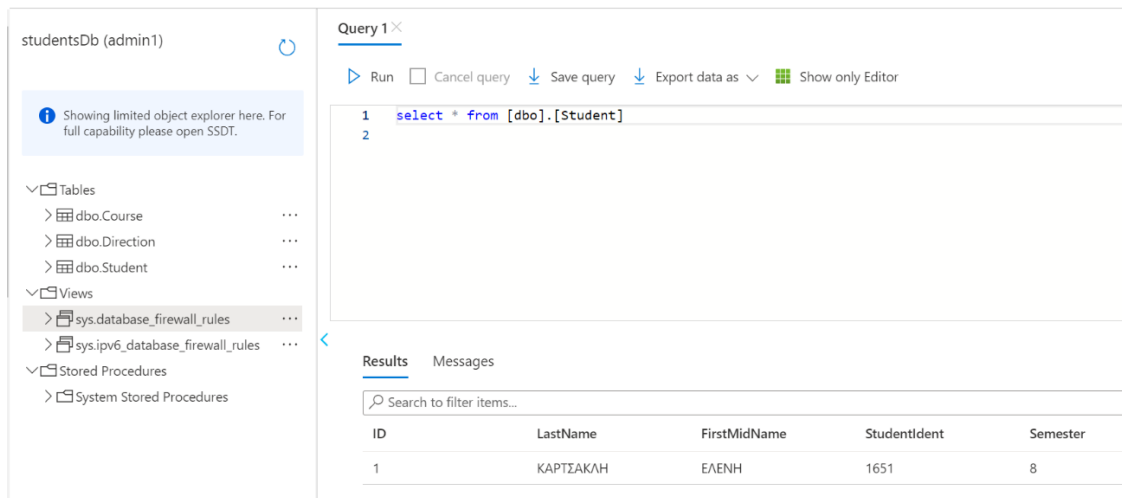 studentsDb (admin1)
Showing limited object explorer here. For
full capability please open SSDT.
Tables
dbo.Course
dbo.Direction
dbo.Student
Views
sys.database_firewall_rules
sys.ipv6_database_firewall_rules
Stored Procedures
System Stored Procedures
Query 1
Run Cancel query Save query Export data as Show only Editor
1 select * from [dbo].[Student]
2
Results Messages
Search to filter items...
ID LastName FirstMidName StudentIdent Semester
1 ΚΑΡΤΣΑΚΛΗ ΕΛΕΝΗ 1651 8